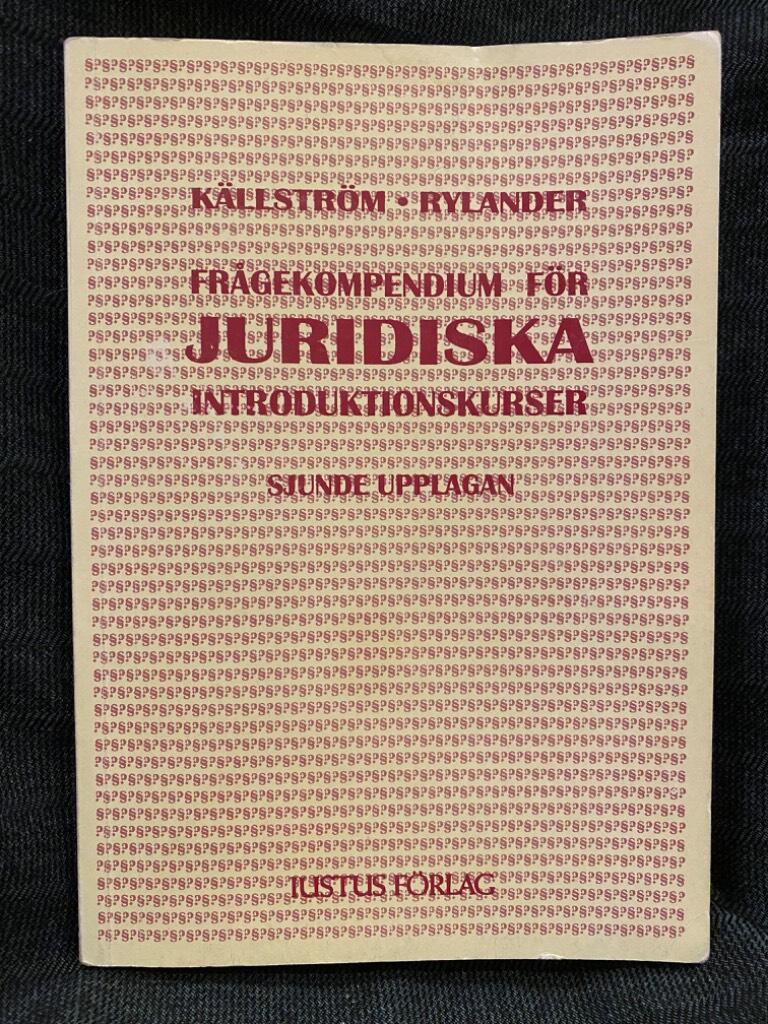 KÄLLSTRÖM • RYLANDER
FRÅGEKOMPENDIUM FÖR
JURIDISKA
INTRODUKTIONSKURSER
SJUNDE UPPLAGAN
IUSTUS FÖRLAG